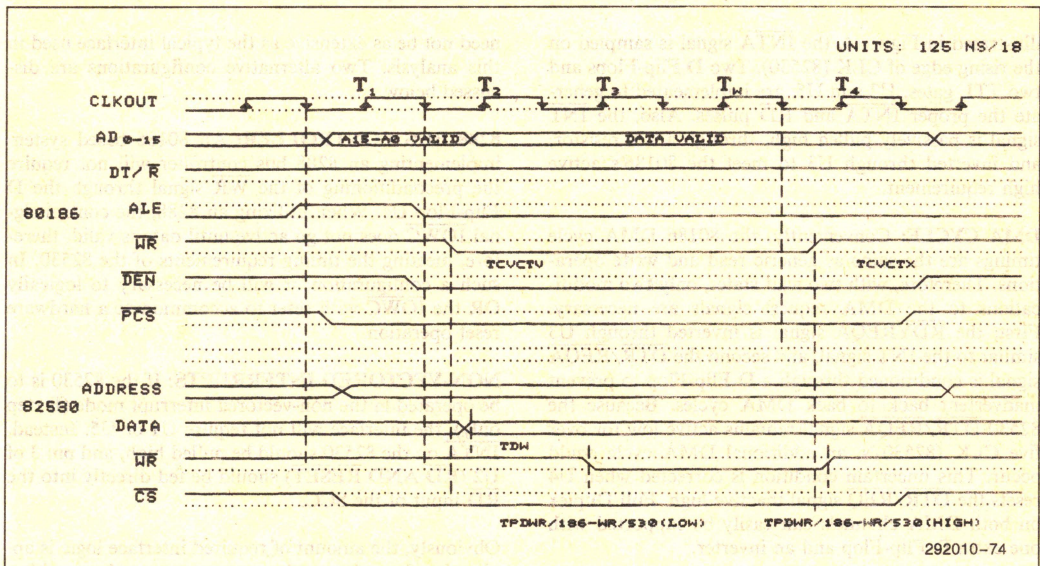 UNITS: 125 NS/18
T1 T2 T3 TW T4
CLKOUT
AD0-15 A15-A0 VALID DATA VALID
DT/R
80186 ALE
WR
DEN TCVCTV TCVCTX
PCS
ADDRESS
82530
DATA
TDW
WR
CS
TPDWR/186-WR/530(LOW) TPDWR/186-WR/530(HIGH)
292010-74